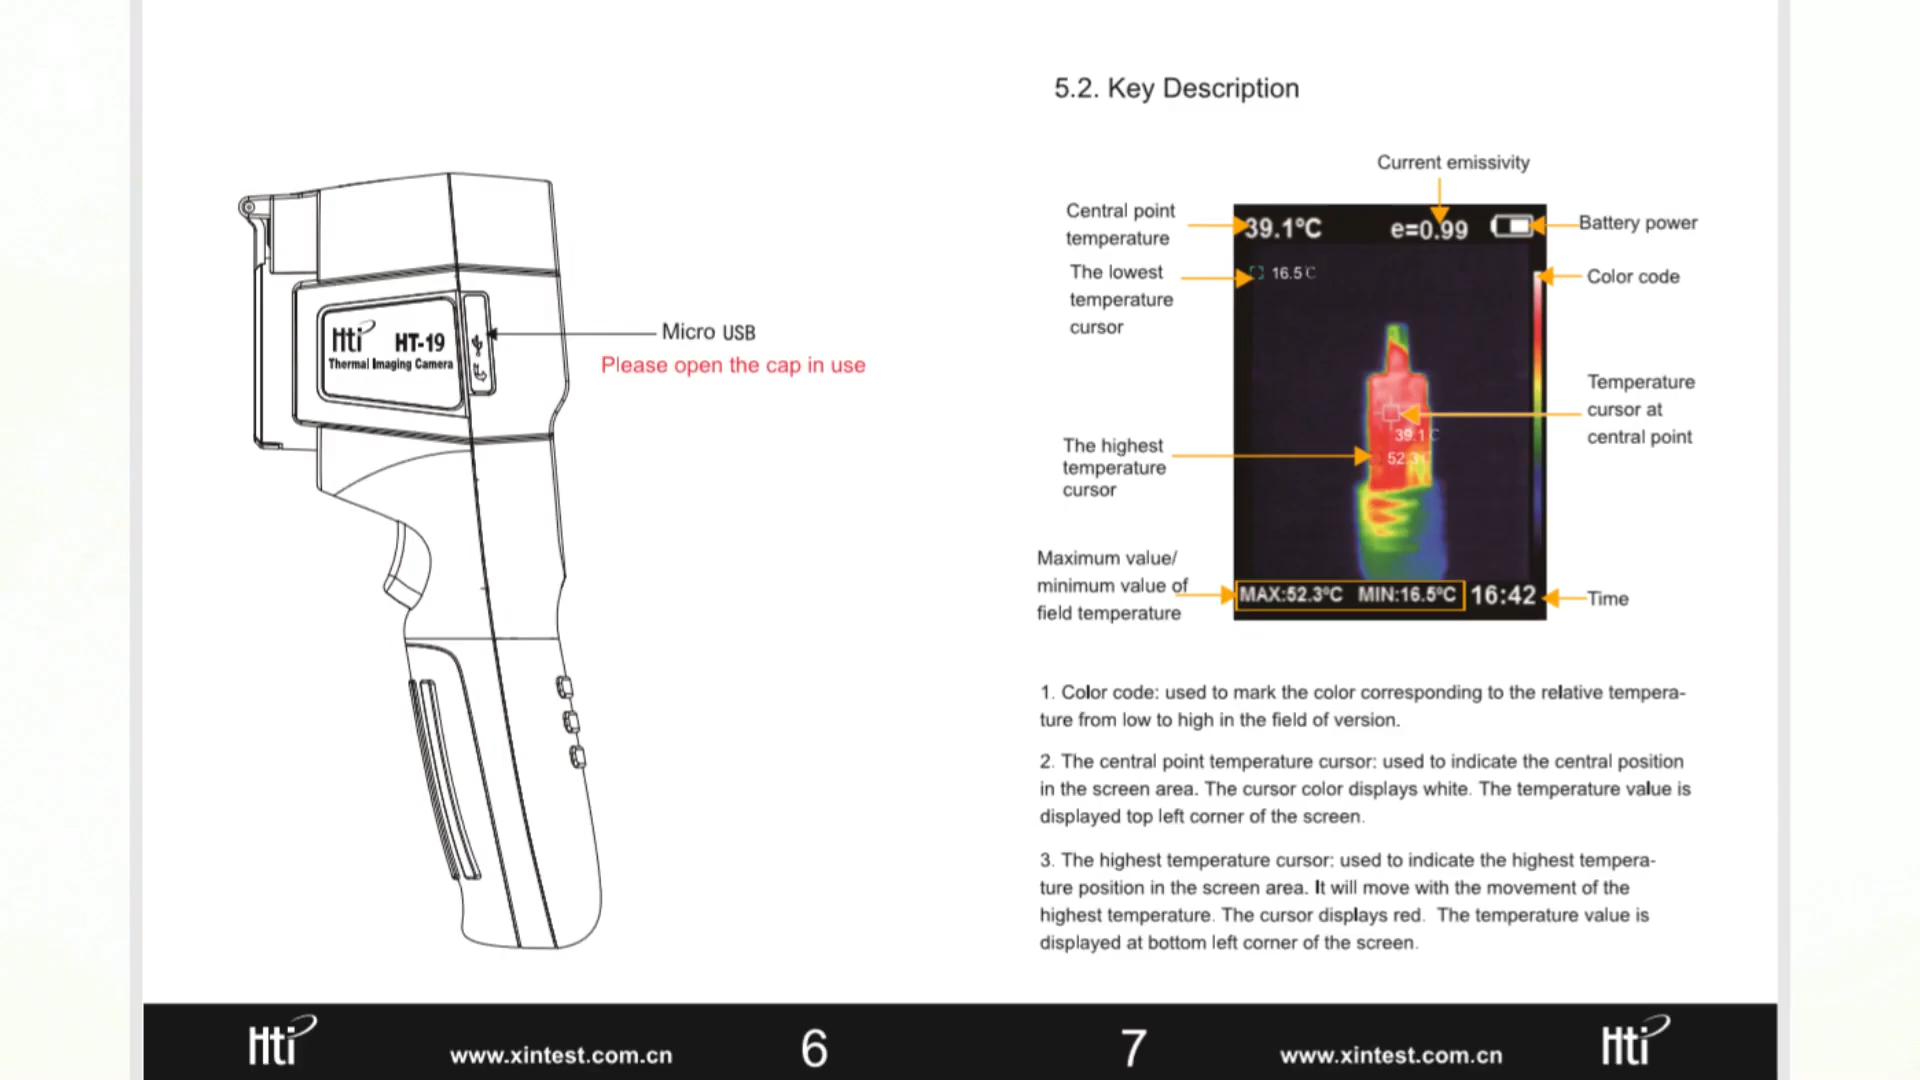 Hti HT-19
Thermal Imaging Camera
Micro USB
Please open the cap in use
5.2. Key Description
Current emissivity
Central point
temperature
The lowest
temperature
cursor
The highest
temperature
cursor
Maximum value/
minimum value of
field temperature
39.1°C e=0.99
16.5°C
39.1°C
52.3°C
MAX:52.3°C MIN:16.5°C 16:42
Battery power
Color code
Temperature
cursor at
central point
Time
1. Color code: used to mark the color corresponding to the relative tempera-
ture from low to high in the field of version.
2. The central point temperature cursor: used to indicate the central position
in the screen area. The cursor color displays white. The temperature value is
displayed top left corner of the screen.
3. The highest temperature cursor: used to indicate the highest tempera-
ture position in the screen area. It will move with the movement of the
highest temperature. The cursor displays red. The temperature value is
displayed at bottom left corner of the screen.
Hti www.xintest.com.cn 6
7 www.xintest.com.cn Hti